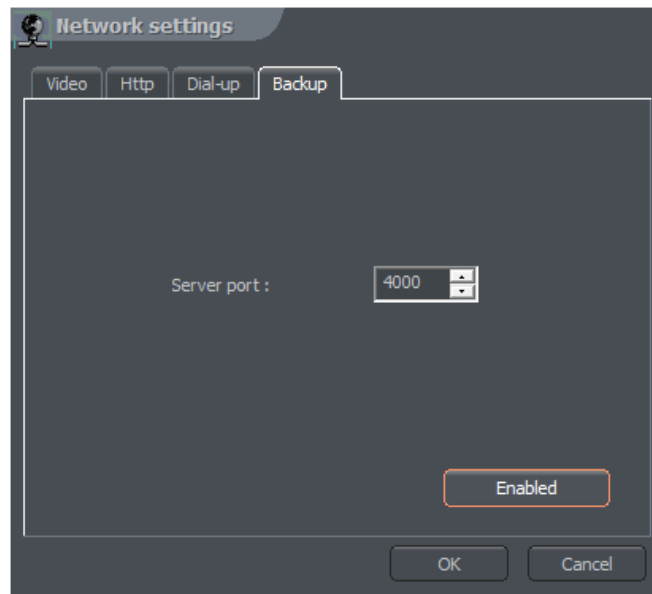 Network settings
Video Http Dial-up Backup
Server port : 4000
Enabled
OK Cancel